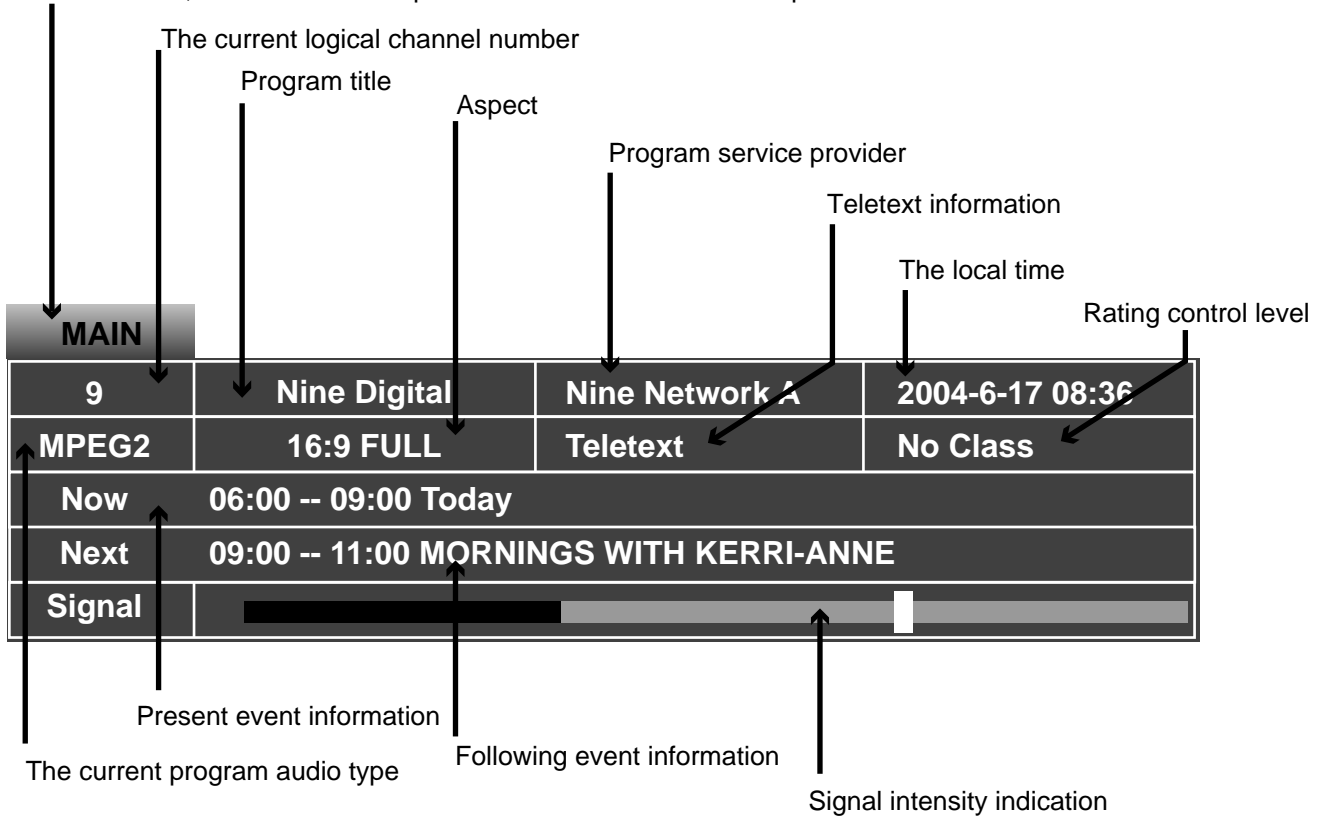 The current logical channel number
Program title
Aspect
Program service provider
Teletext information
The local time
Rating control level
MAIN
9 Nine Digital Nine Network A 2004-6-17 08:36
MPEG2 16:9 FULL Teletext No Class
Now 06:00 -- 09:00 Today
Next 09:00 -- 11:00 MORNINGS WITH KERRI-ANNE
Signal
Present event information
The current program audio type
Following event information
Signal intensity indication